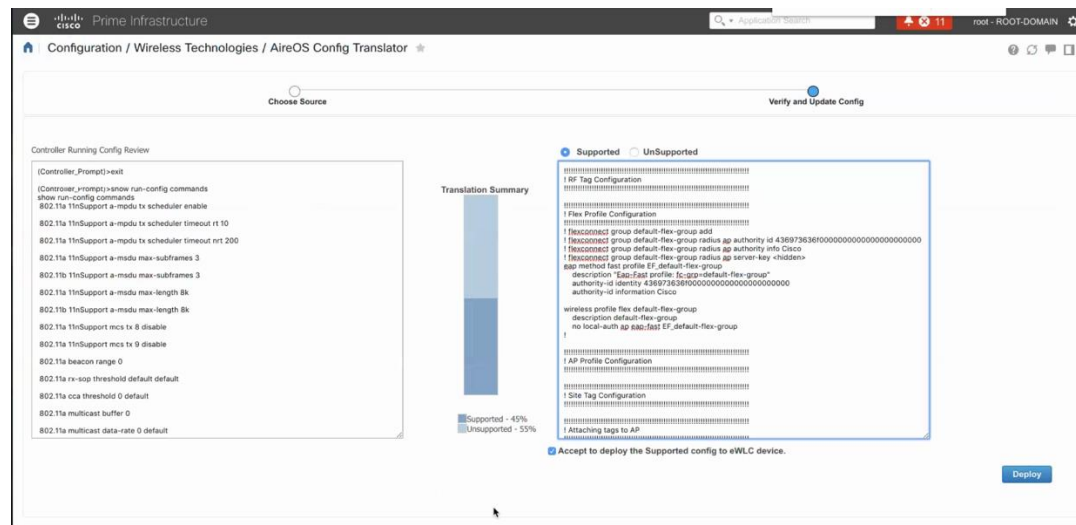 cisco Prime Infrastructure
Application Search
11
root - ROOT-DOMAIN
Configuration / Wireless Technologies / AireOS Config Translator
Choose Source
Verify and Update Config
Controller Running Config Review
(Controller_Prompt)>exit
(Controller_Prompt)>show run-config commands
show run-config commands
802.11a 11nSupport a-mpdu tx scheduler enable
802.11a 11nSupport a-mpdu tx scheduler timeout rt 10
802.11a 11nSupport a-mpdu tx scheduler timeout nrt 200
802.11a 11nSupport a-msdu max-subframes 3
802.11b 11nSupport a-msdu max-subframes 3
802.11a 11nSupport a-msdu max-length 8k
802.11b 11nSupport a-msdu max-length 8k
802.11a 11nSupport mcs tx 8 disable
802.11a 11nSupport mcs tx 9 disable
802.11a beacon range 0
802.11a rx-sop threshold default default
802.11a cca threshold 0 default
802.11a multicast buffer 0
802.11a multicast data-rate 0 default
Translation Summary
Supported - 45%
Unsupported - 55%
Supported
UnSupported
! RF Tag Configuration
! Flex Profile Configuration
! flexconnect group default-flex-group add
! flexconnect group default-flex-group radius ap authority id
! flexconnect group default-flex-group radius ap authority info Cisco
! flexconnect group default-flex-group radius ap server-key <hidden>
eap method fast profile EF_default-flex-group
description "Eap-Fast profile: fc-grp=default-flex-group"
authority-id identity
authority-id information Cisco
wireless profile flex default-flex-group
description default-flex-group
no local-auth ap eap-fast EF_default-flex-group
!
! AP Profile Configuration
! Site Tag Configuration
! Attaching tags to AP
Accept to deploy the Supported config to eWLC device.
Deploy